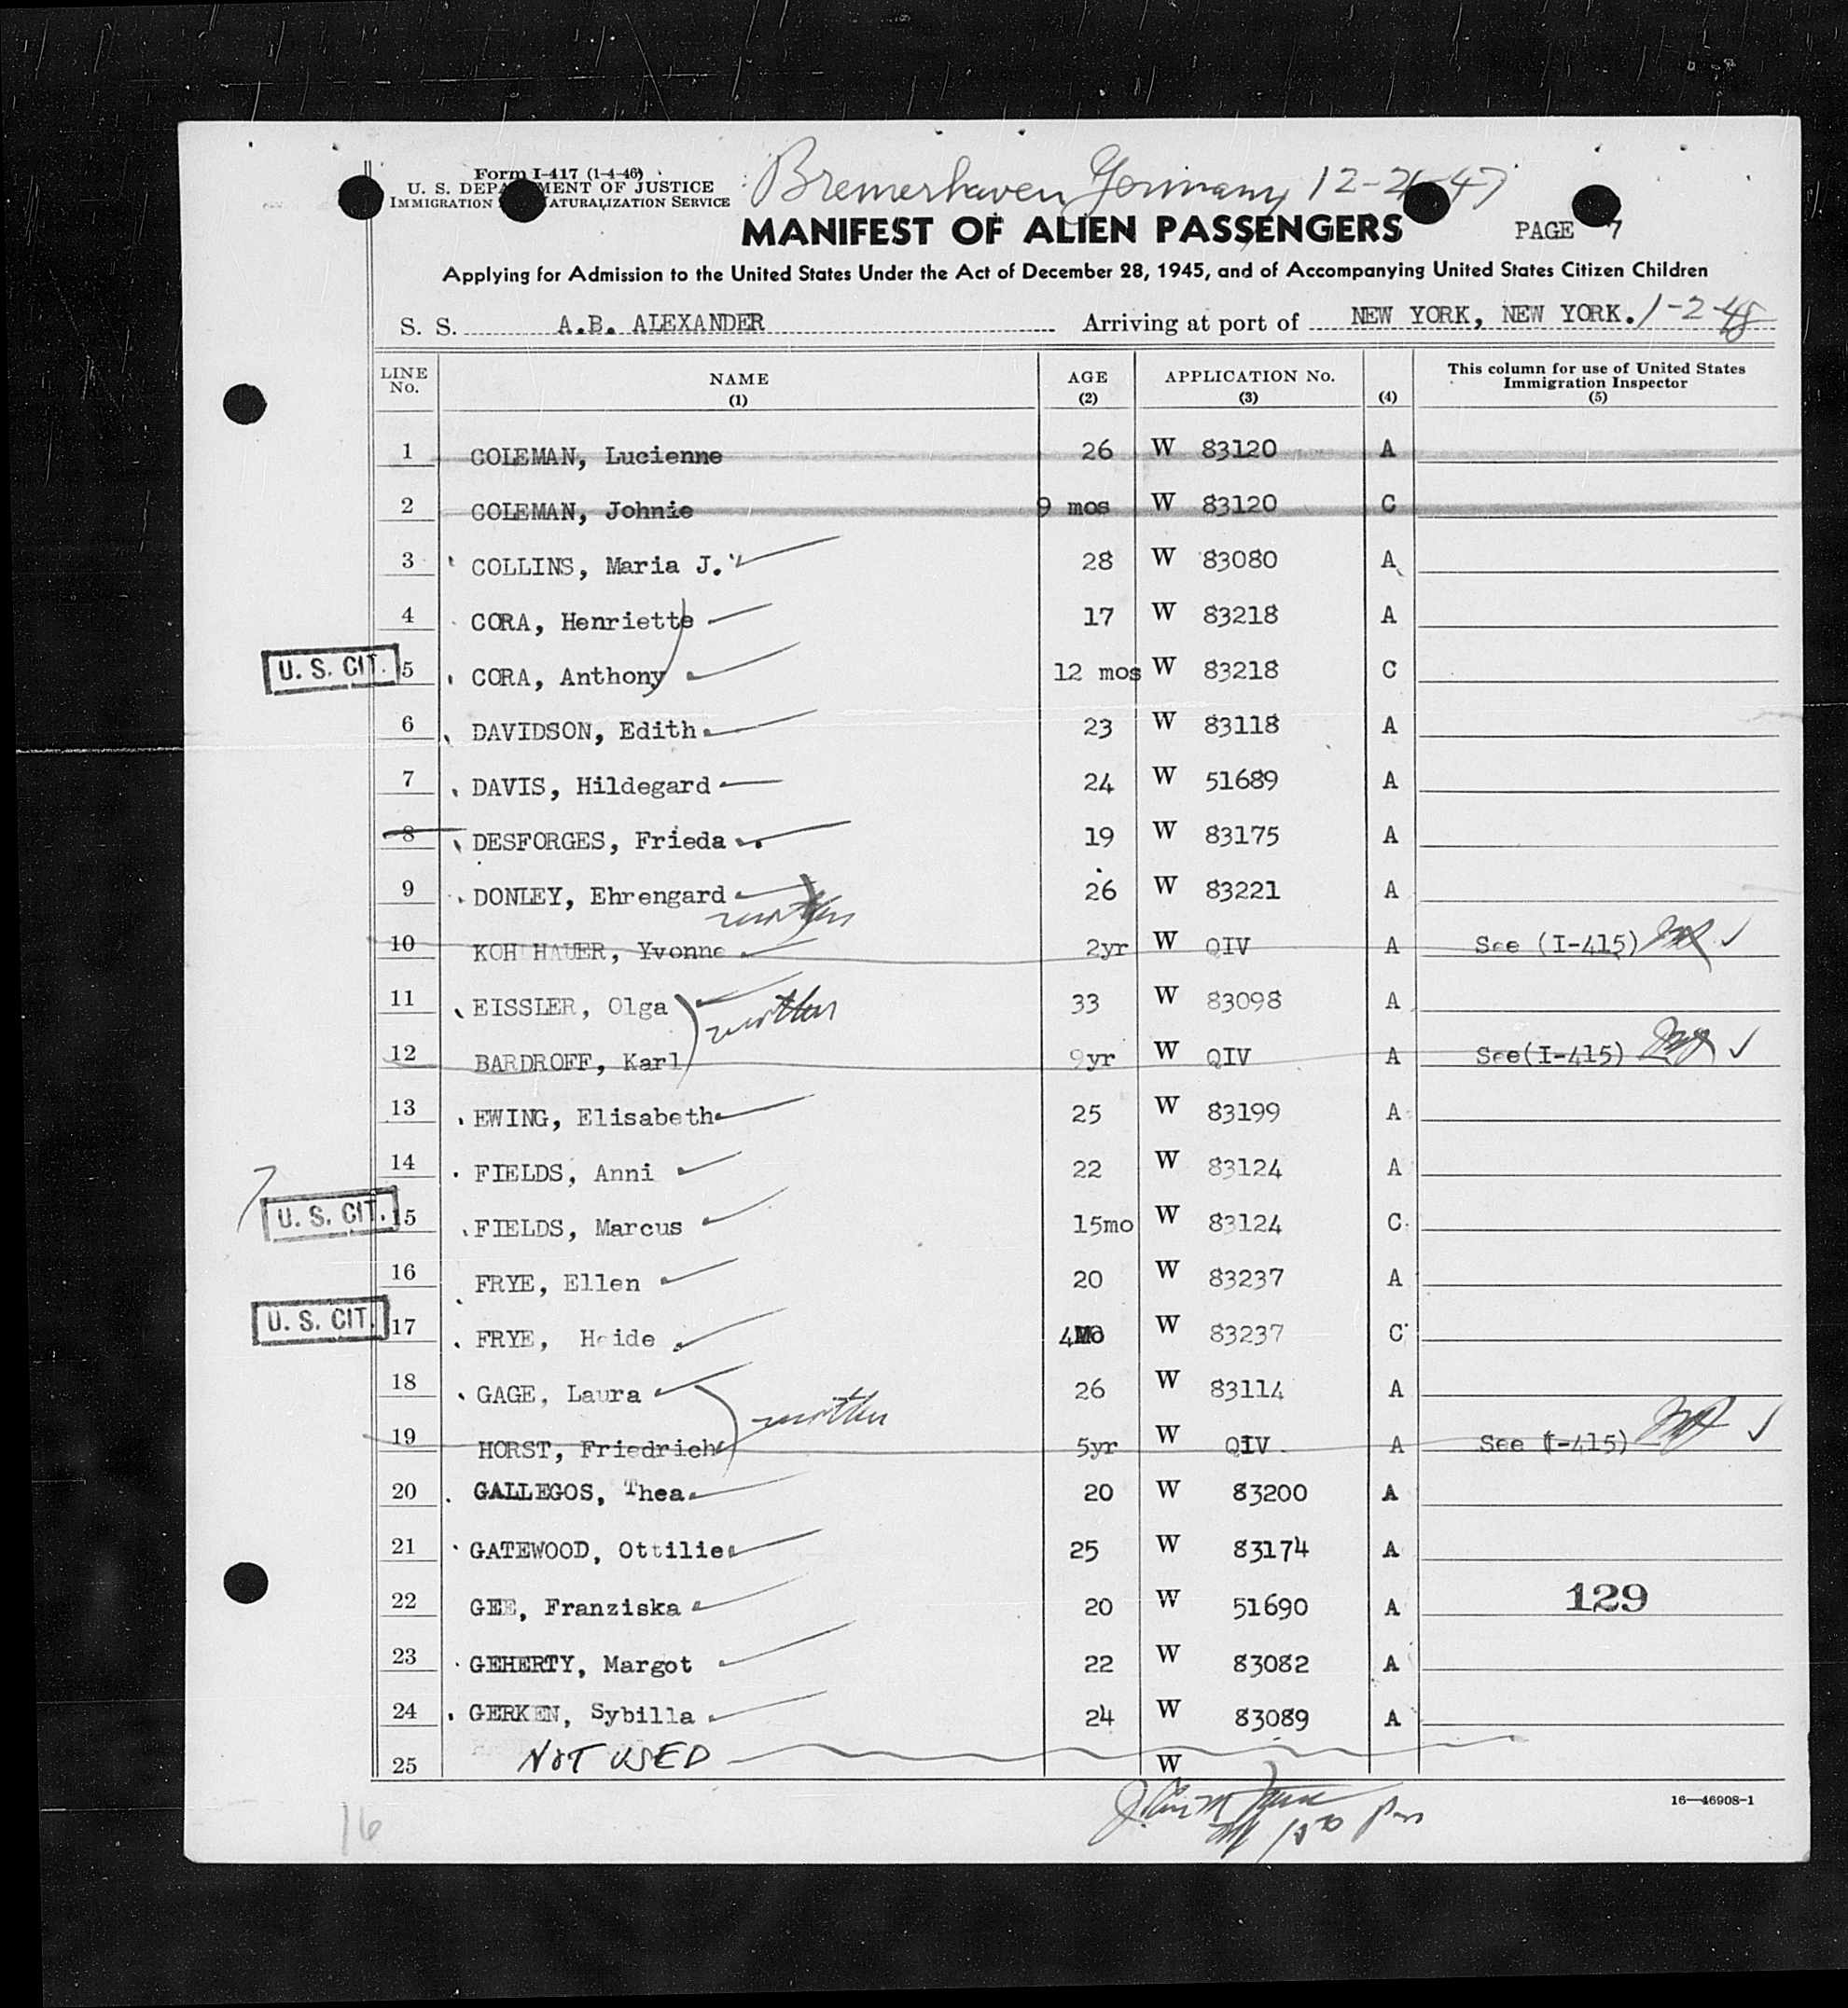 Form I-417 (1-4-46)
U. S. DEPARTMENT OF JUSTICE
IMMIGRATION NATURALIZATION SERVICE
Bremerhaven Germany 12-21-47
MANIFEST OF ALIEN PASSENGERS PAGE 7
Applying for Admission to the United States Under the Act of December 28, 1945, and of Accompanying United States Citizen Children
S. S. A.B. ALEXANDER Arriving at port of NEW YORK, NEW YORK. 1-2-48
LINE No. NAME (1) AGE (2) APPLICATION No. (3) (4) This column for use of United States Immigration Inspector (5)
1 COLEMAN, Lucienne 26 W 83120 A
2 COLEMAN, Johnie 9 mos W 83120 C
3 COLLINS, Maria J. 28 W 83080 A
4 CORA, Henriette 17 W 83218 A
U. S. CIT. 5 CORA, Anthony 12 mos W 83218 C
6 DAVIDSON, Edith 23 W 83118 A
7 DAVIS, Hildegard 24 W 51689 A
8 DESFORGES, Frieda 19 W 83175 A
9 DONLEY, Ehrengard 26 W 83221 A
mother
10 KOHLHAUER, Yvonne 2yr W QIV A See (I-415)
11 EISSLER, Olga mother 33 W 83098 A
12 BARDROFF, Karl 9yr W QIV A See(I-415)
13 EWING, Elisabeth 25 W 83199 A
14 FIELDS, Anni 22 W 83124 A
7
U. S. CIT. 15 FIELDS, Marcus 15mo W 83124 C
16 FRYE, Ellen 20 W 83237 A
U. S. CIT. 17 FRYE, Heide 4MO W 83237 C
18 GAGE, Laura mother 26 W 83114 A
19 HORST, Friedrich 5yr W QIV A See (I-415)
20 GALLEGOS, Thea 20 W 83200 A
21 GATEWOOD, Ottilie 25 W 83174 A
22 GEE, Franziska 20 W 51690 A 129
23 GEHERTY, Margot 22 W 83082 A
24 GERKEN, Sybilla 24 W 83089 A
25 NOT USED W
16—46908-1
16